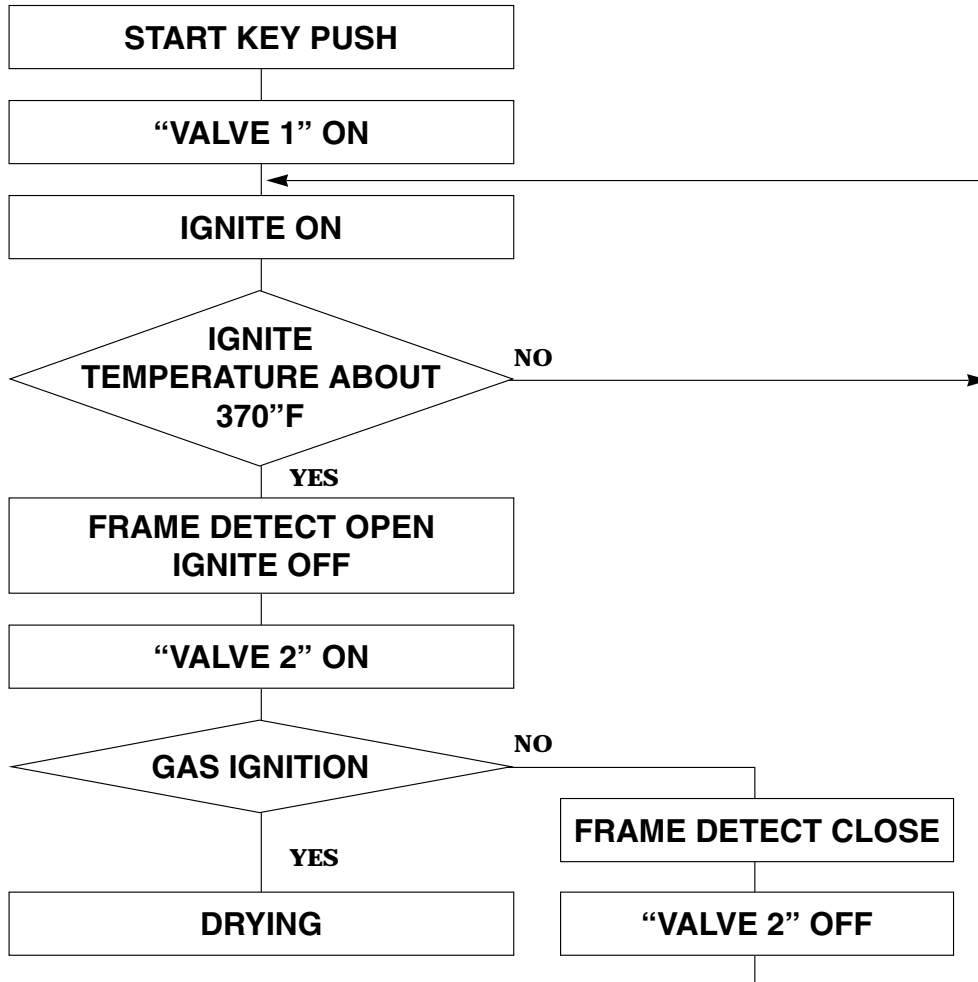 START KEY PUSH
“VALVE 1” ON
IGNITE ON
IGNITE
TEMPERATURE ABOUT
370”F
NO
YES
FRAME DETECT OPEN
IGNITE OFF
“VALVE 2” ON
GAS IGNITION
NO
FRAME DETECT CLOSE
YES
DRYING
“VALVE 2” OFF